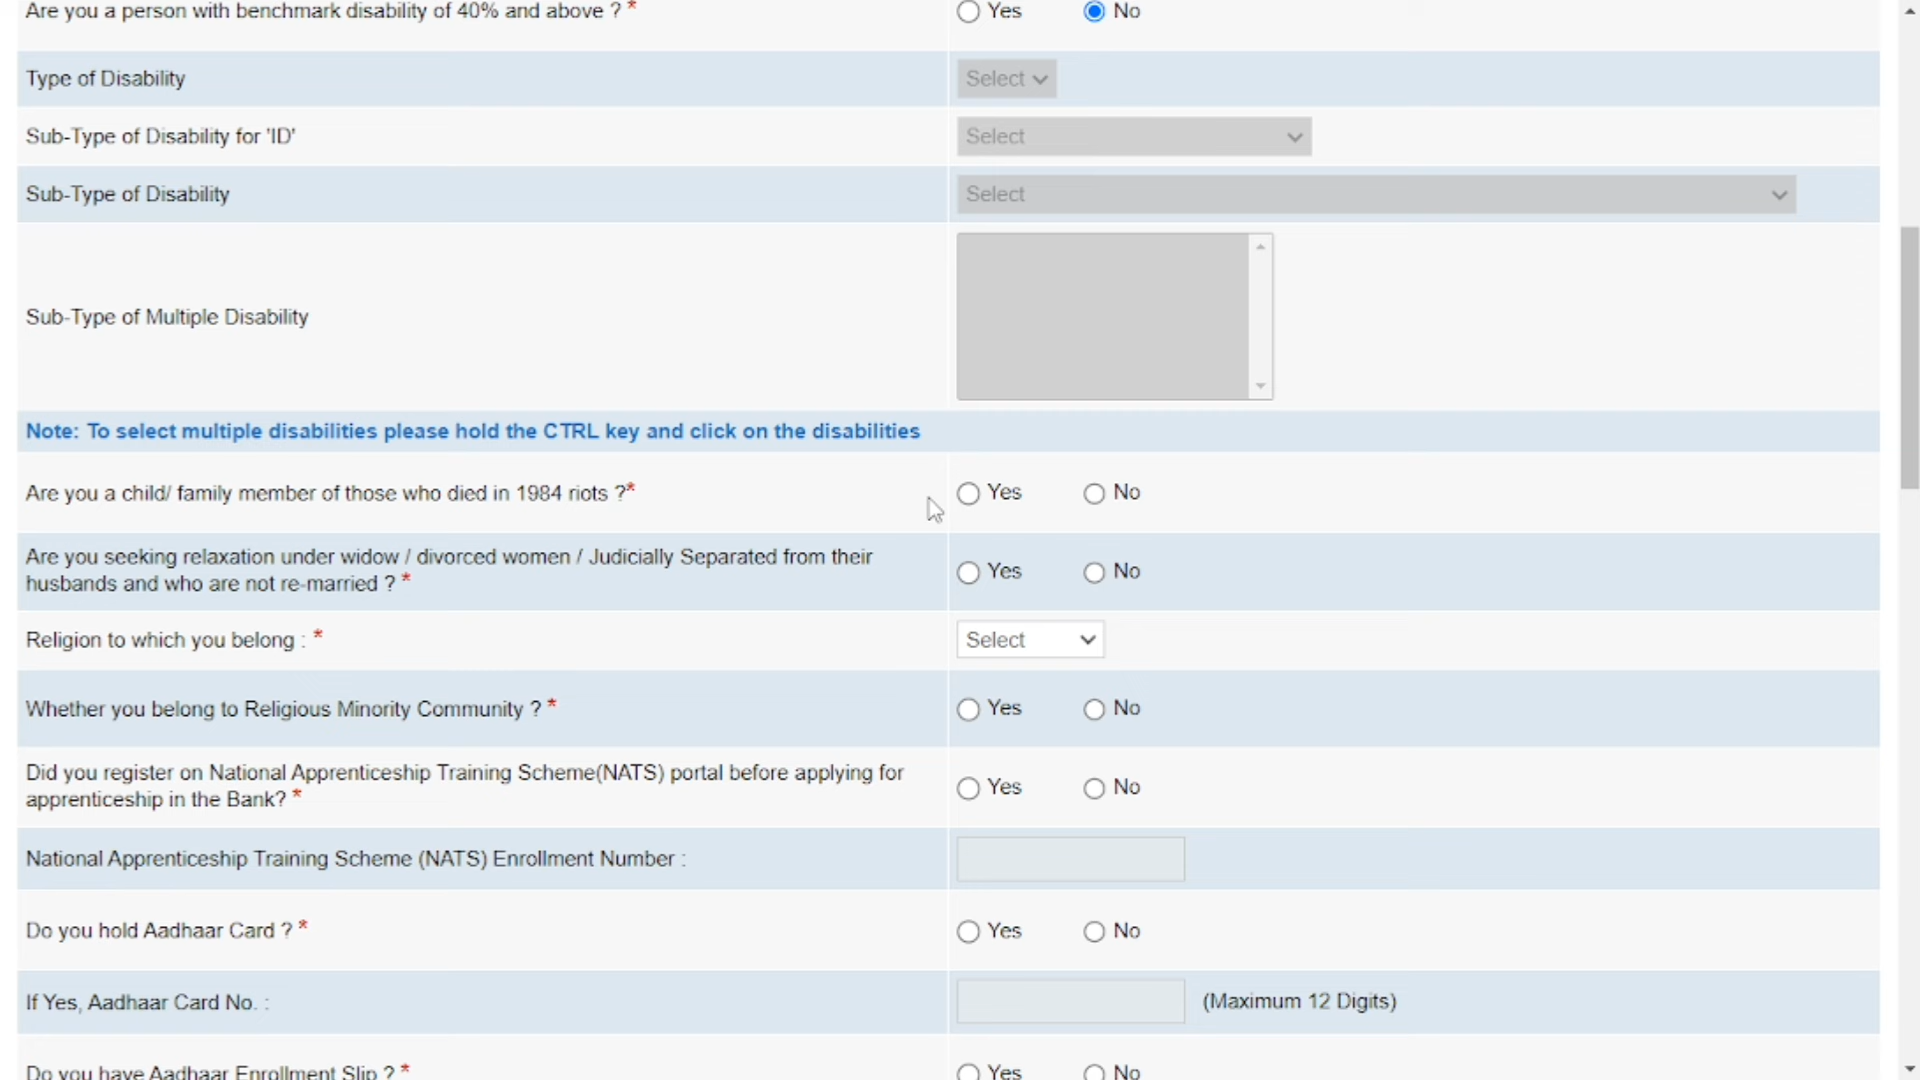 Are you a person with benchmark disability of 40% and above ? * Yes No
Type of Disability Select
Sub-Type of Disability for 'ID' Select
Sub-Type of Disability Select
Sub-Type of Multiple Disability
Note: To select multiple disabilities please hold the CTRL key and click on the disabilities
Are you a child/ family member of those who died in 1984 riots ?* Yes No
Are you seeking relaxation under widow / divorced women / Judicially Separated from their
husbands and who are not re-married ? * Yes No
Religion to which you belong : * Select
Whether you belong to Religious Minority Community ? * Yes No
Did you register on National Apprenticeship Training Scheme(NATS) portal before applying for
apprenticeship in the Bank? * Yes No
National Apprenticeship Training Scheme (NATS) Enrollment Number :
Do you hold Aadhaar Card ? * Yes No
If Yes, Aadhaar Card No. : (Maximum 12 Digits)
Do you have Aadhaar Enrollment Slip ? * Yes No